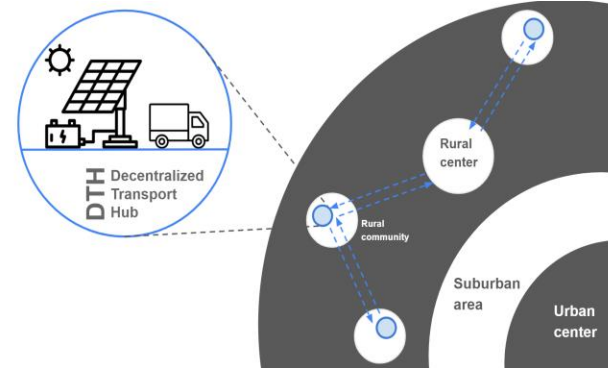 DTH
Decentralized
Transport
Hub
Rural
center
Rural
community
Suburban
area
Urban
center